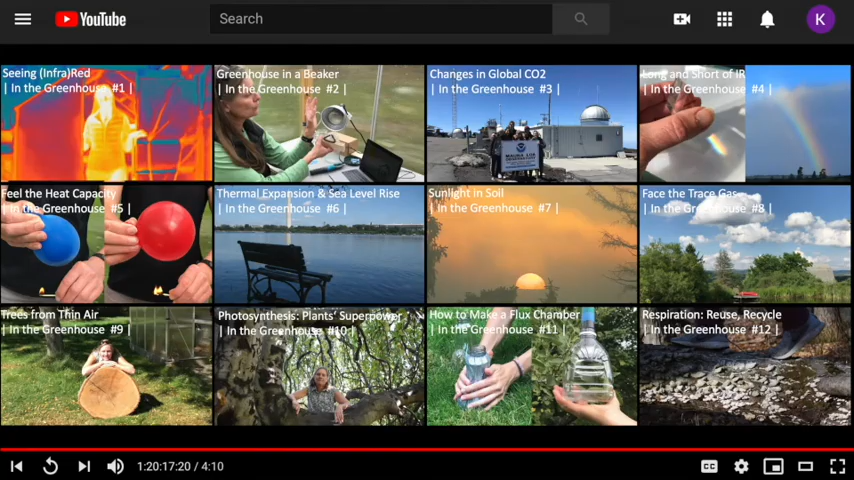 YouTube
Search
K
Seeing (Infra)Red
| In the Greenhouse #1 |
Greenhouse in a Beaker
| In the Greenhouse #2 |
Changes in Global CO2
| In the Greenhouse #3 |
Long and Short of IR
| In the Greenhouse #4 |
Feel the Heat Capacity
| In the Greenhouse #5 |
Thermal Expansion & Sea Level Rise
| In the Greenhouse #6 |
Sunlight in Soil
| In the Greenhouse #7 |
Face the Trace Gas
| In the Greenhouse #8 |
Trees from Thin Air
| In the Greenhouse #9 |
Photosynthesis: Plants' Superpower
| In the Greenhouse #10 |
How to Make a Flux Chamber
| In the Greenhouse #11 |
Respiration: Reuse, Recycle
| In the Greenhouse #12 |
1:20:17:20 / 4:10
CC